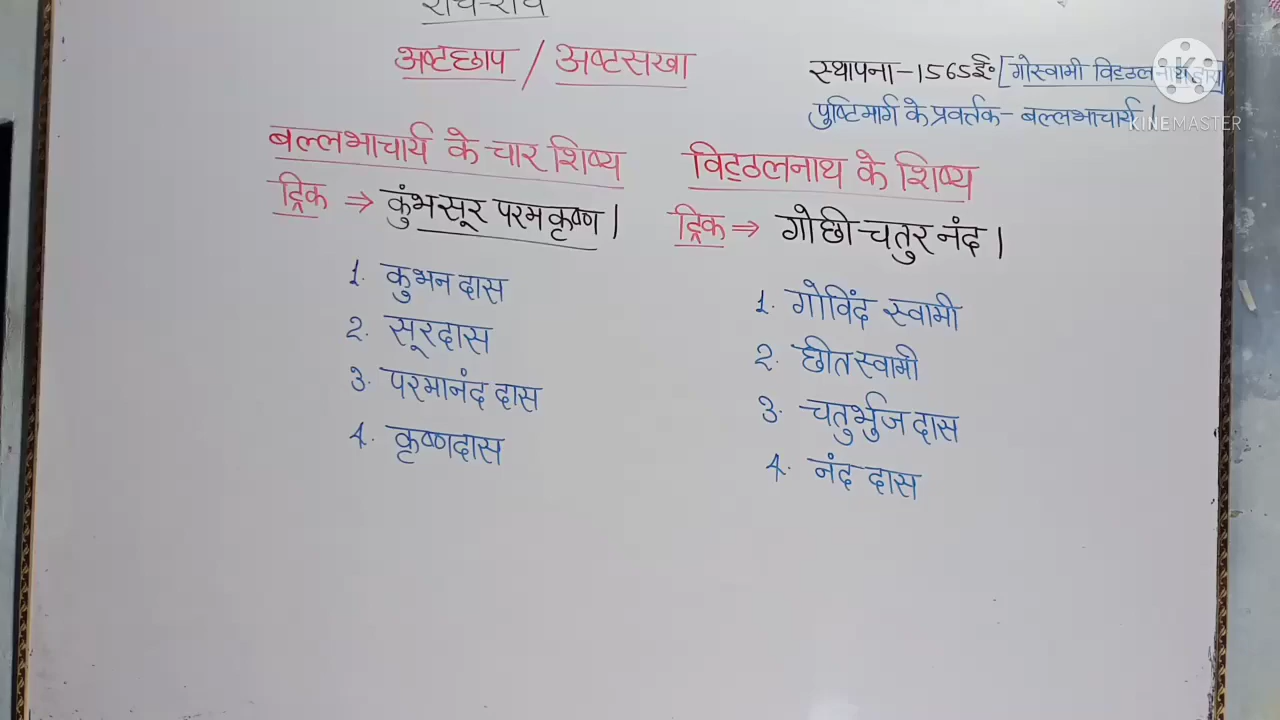 अष्टछाप / अष्टसखा
स्थापना - 1565ई॰ [गोस्वामी विट्ठलनाथ द्वारा]
पुष्टिमार्ग के प्रवर्त्तक - बल्लभाचार्य।
KINEMASTER
बल्लभाचार्य के चार शिष्य
ट्रिक ⇒ कुंभसूर परमकृष्ण।
1. कुभन दास
2. सूरदास
3. परमानंद दास
4. कृष्णदास
विट्ठलनाथ के शिष्य
ट्रिक ⇒ गोछी चतुर नंद।
1. गोविंद स्वामी
2. छीतस्वामी
3. चतुर्भुज दास
4. नंद दास